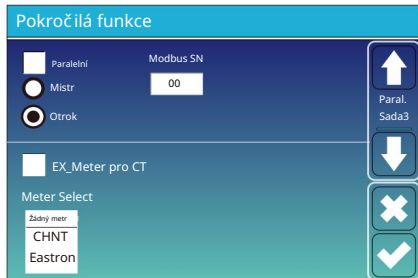 Pokročilá funkce
Paralelní
Modbus SN
Mistr
00
Otrok
Paral.
Sada3
EX_Meter pro CT
Meter Select
Žádný metr
CHNT
Eastron